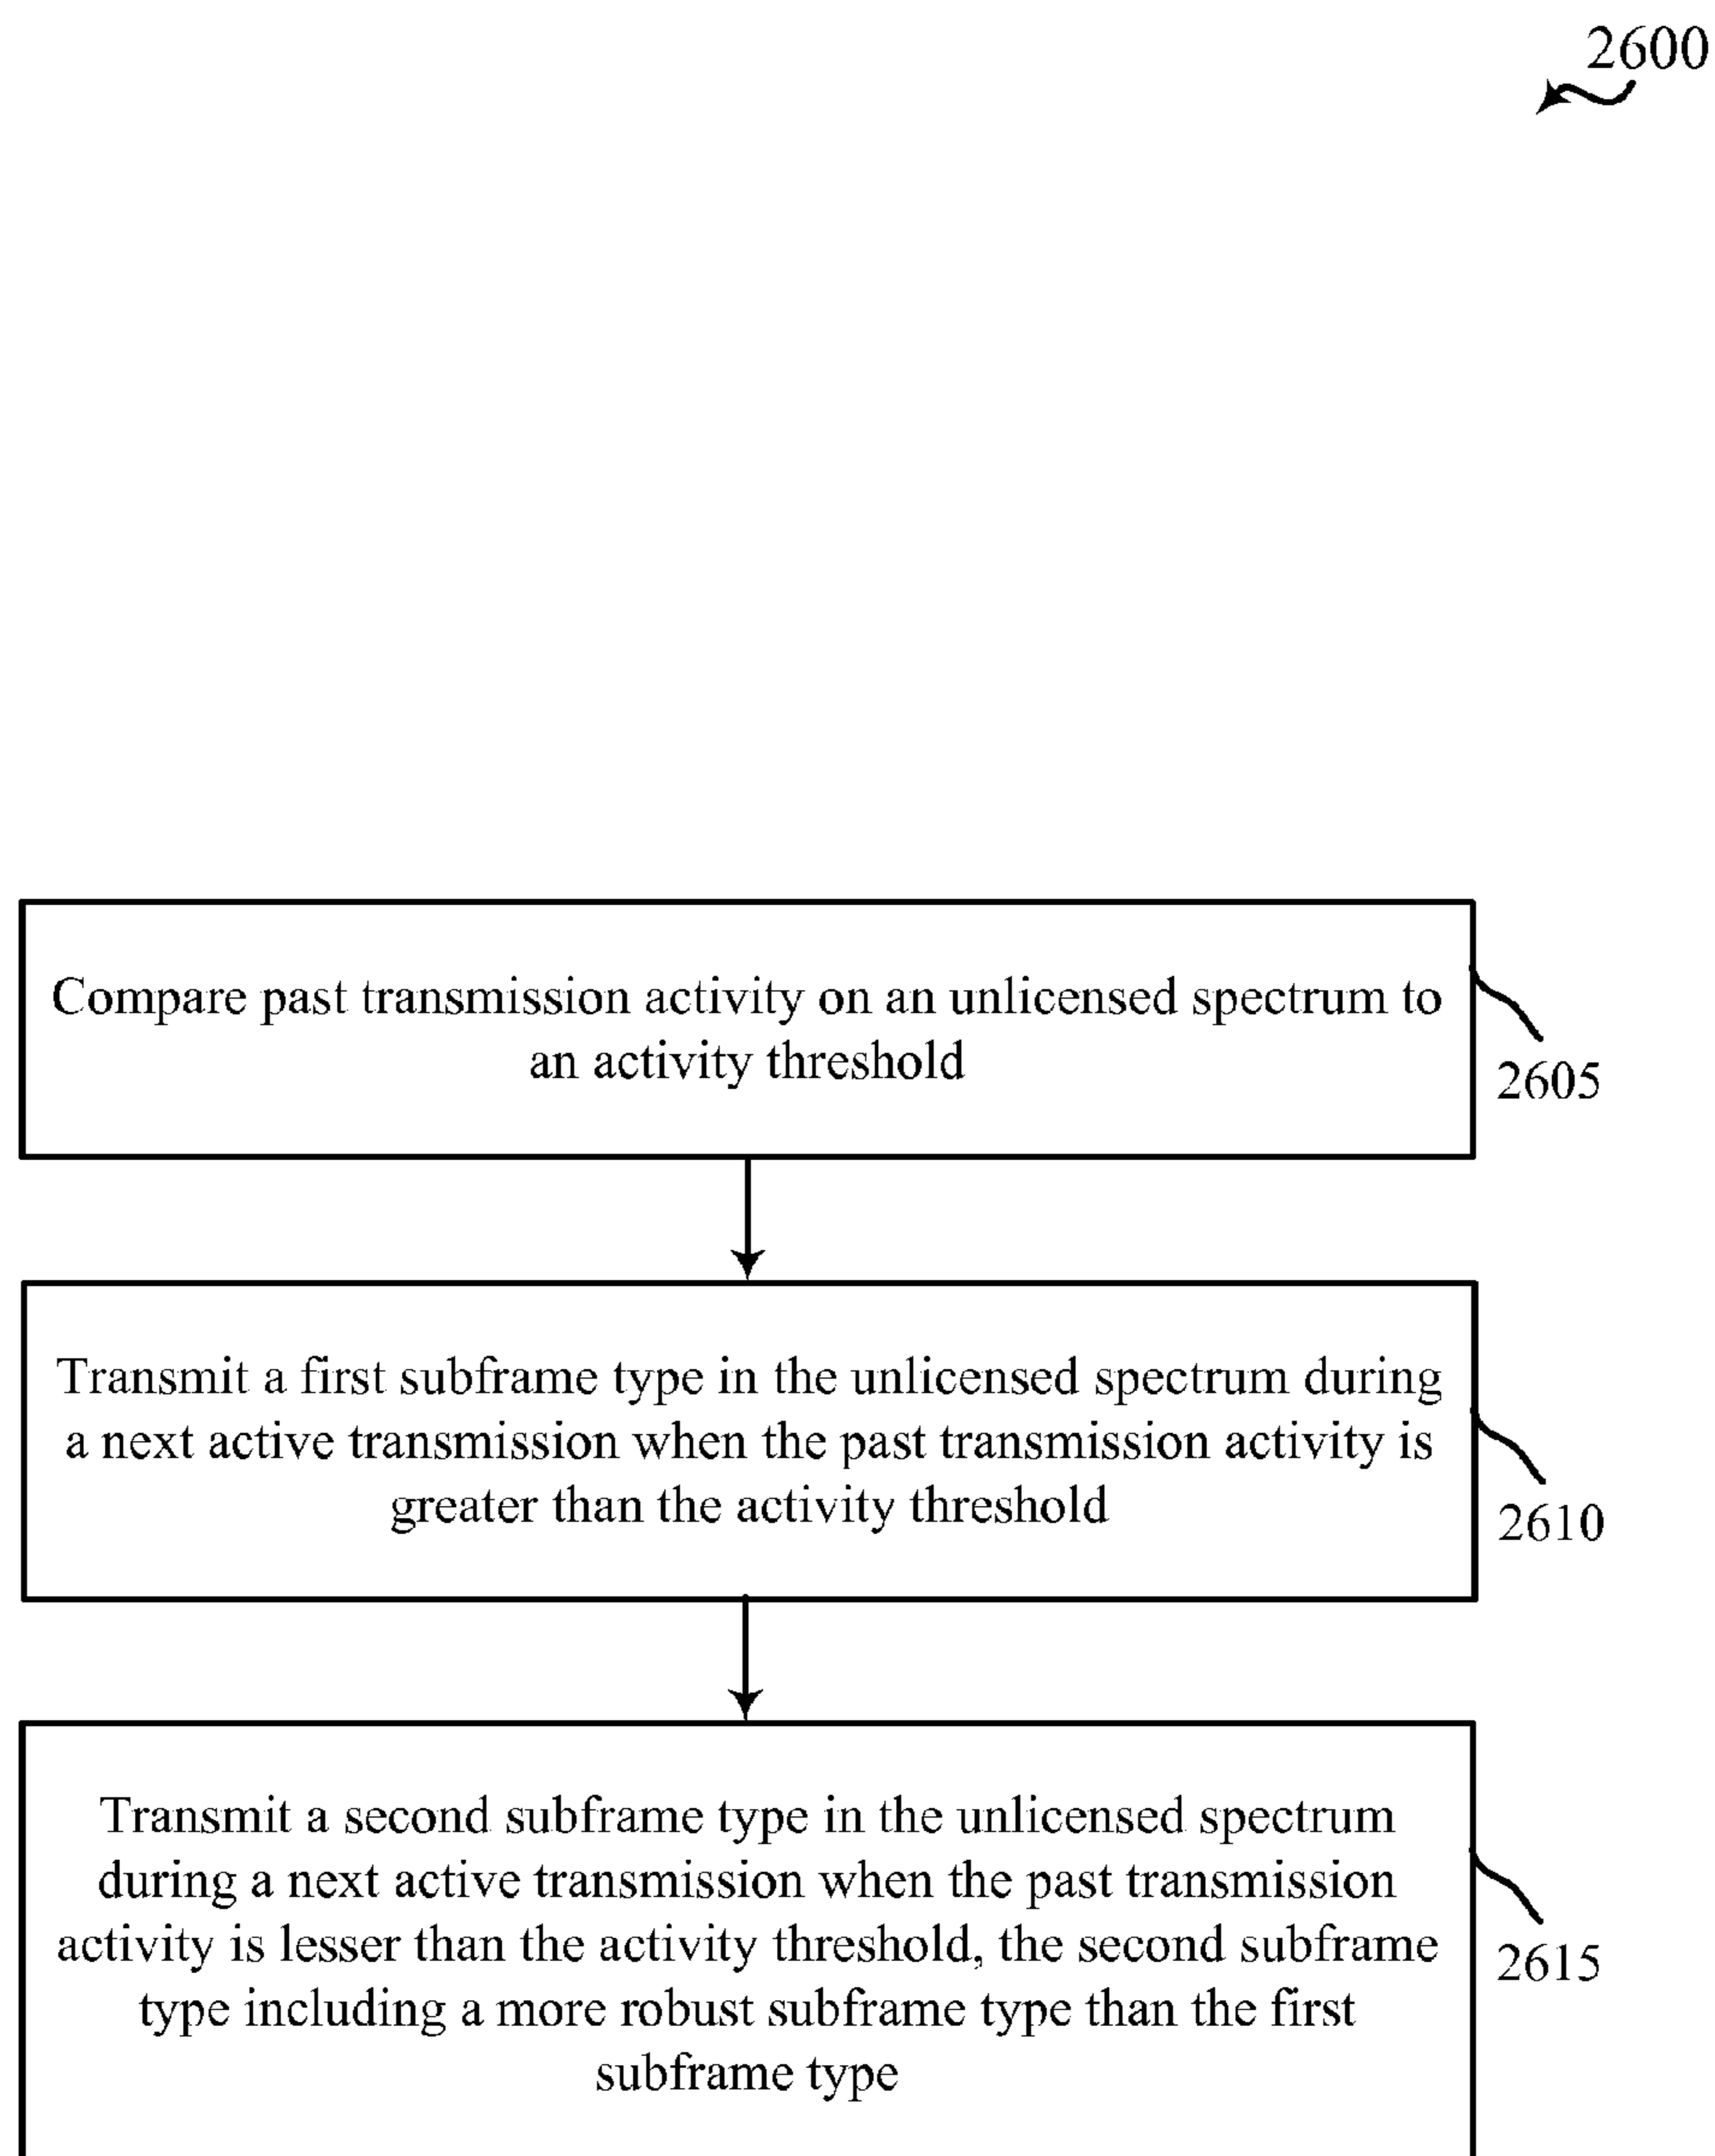 2600
Compare past transmission activity on an unlicensed spectrum to
an activity threshold
2605
Transmit a first subframe type in the unlicensed spectrum during
a next active transmission when the past transmission activity is
greater than the activity threshold
2610
Transmit a second subframe type in the unlicensed spectrum
during a next active transmission when the past transmission
activity is lesser than the activity threshold, the second subframe
type including a more robust subframe type than the first
subframe type
2615